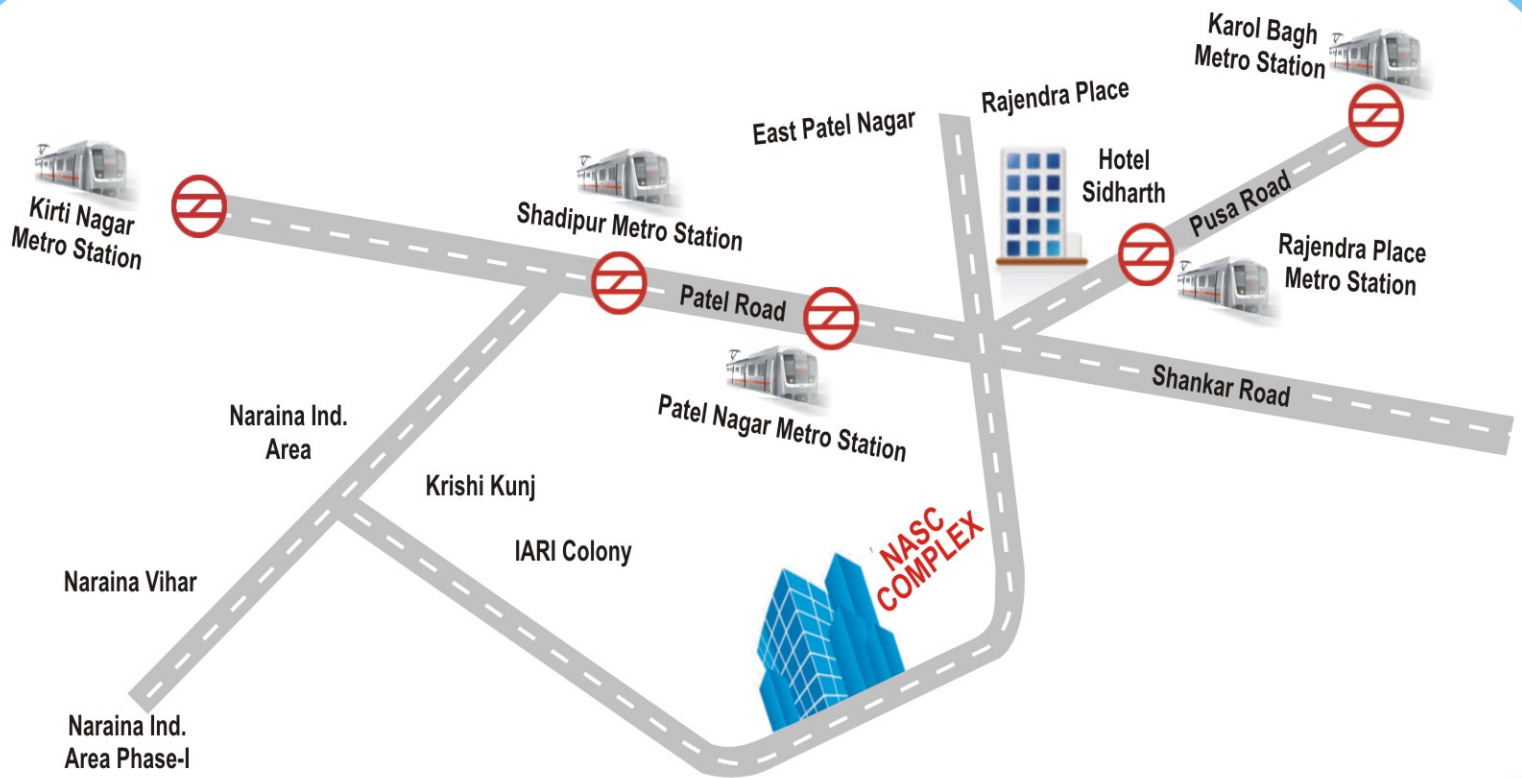 Karol Bagh
Metro Station
Rajendra Place
East Patel Nagar
Hotel
Sidharth
Pusa Road
Kirti Nagar
Metro Station
Shadipur Metro Station
Rajendra Place
Metro Station
Patel Road
Shankar Road
Patel Nagar Metro Station
Naraina Ind.
Area
Krishi Kunj
IARI Colony
NASC
COMPLEX
Naraina Vihar
Naraina Ind.
Area Phase-I